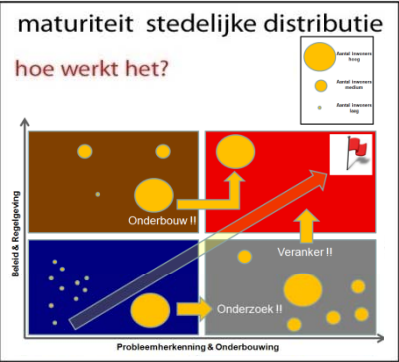 maturiteit stedelijke distributie
hoe werkt het?
Aantal inwoners
hoog
Aantal inwoners
medium
Aantal inwoners
laag
Beleid & Regelgeving
Onderbouw !!
Veranker !!
Onderzoek !!
Probleemherkenning & Onderbouwing